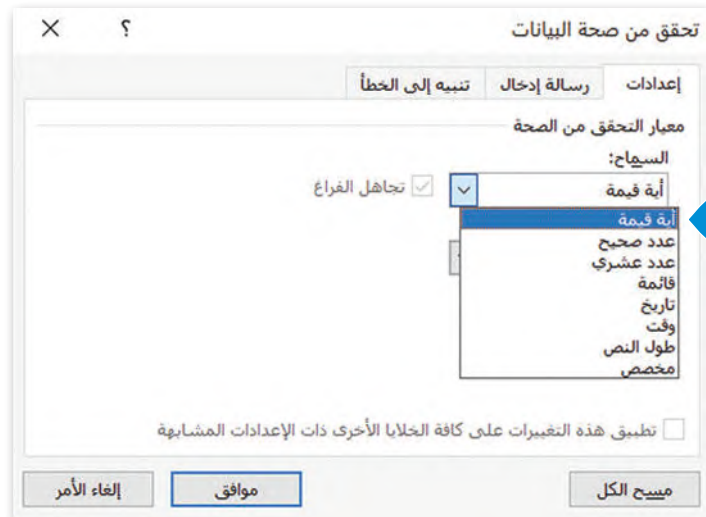 تحقق من صحة البيانات ؟ ×
إعدادات رسالة إدخال تنبيه إلى الخطأ
معيار التحقق من الصحة
السماح:
أية قيمة تجاهل الفراغ
أية قيمة
عدد صحيح
عدد عشري
قائمة
تاريخ
وقت
طول النص
مخصص
تطبيق هذه التغييرات على كافة الخلايا الأخرى ذات الإعدادات المشابهة
مسح الكل موافق إلغاء الأمر